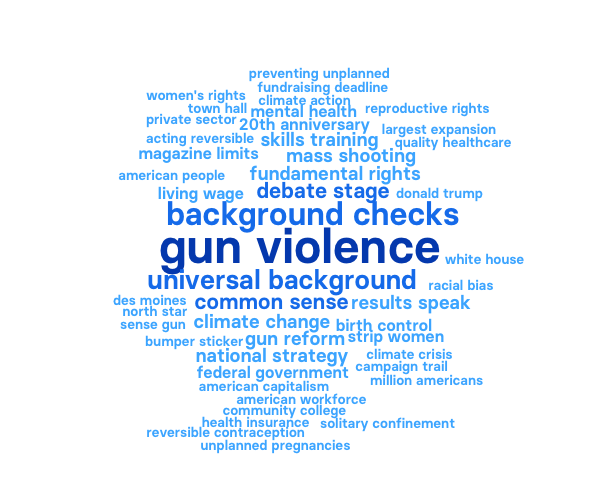 preventing unplanned
fundraising deadline
women's rights
climate action
town hall
mental health
reproductive rights
private sector
20th anniversary
largest expansion
acting reversible
skills training
quality healthcare
magazine limits
mass shooting
american people
fundamental rights
living wage
debate stage
donald trump
background checks
gun violence
white house
universal background
racial bias
des moines
common sense
results speak
north star
sense gun
climate change
birth control
bumper sticker
gun reform
strip women
national strategy
climate crisis
federal government
campaign trail
american capitalism
million americans
american workforce
community college
health insurance
solitary confinement
reversible contraception
unplanned pregnancies